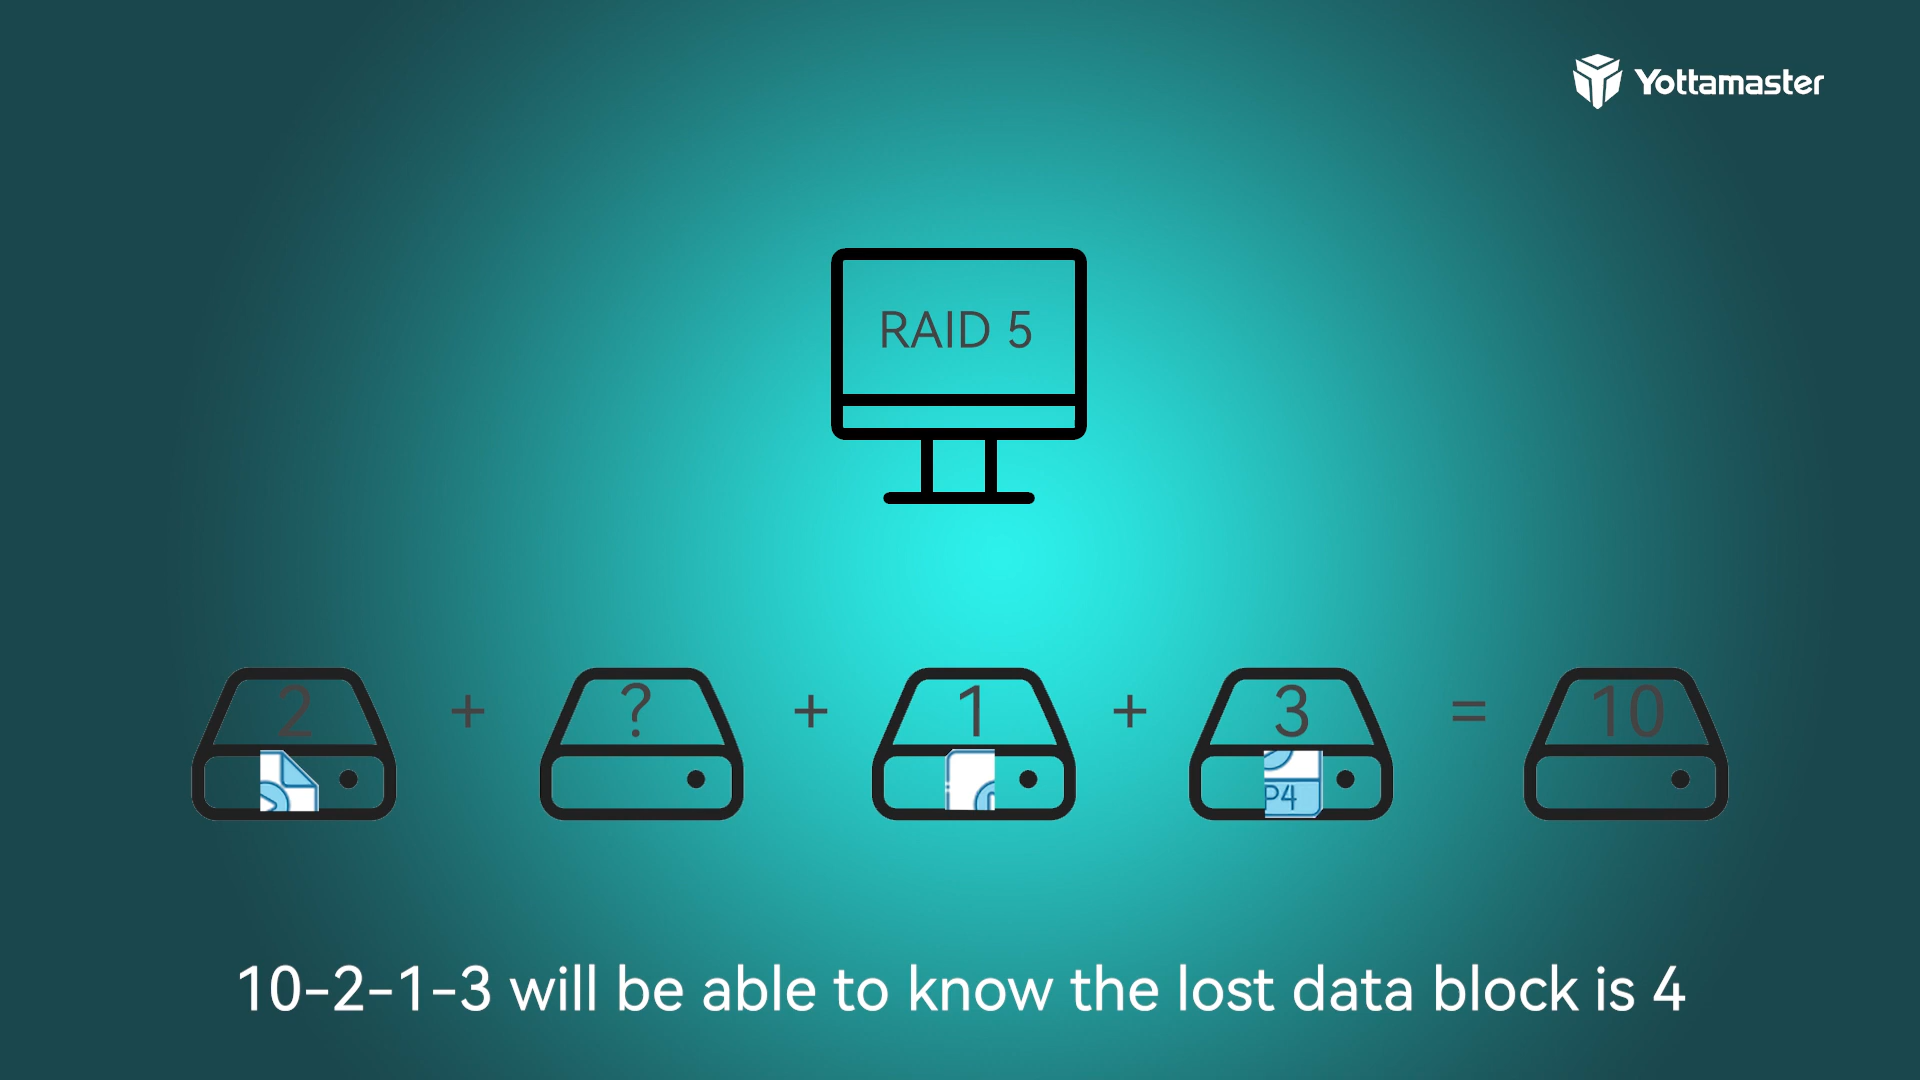 Yottamaster
RAID 5
2 + ? + 1 + 3 = 10
P4
10-2-1-3 will be able to know the lost data block is 4